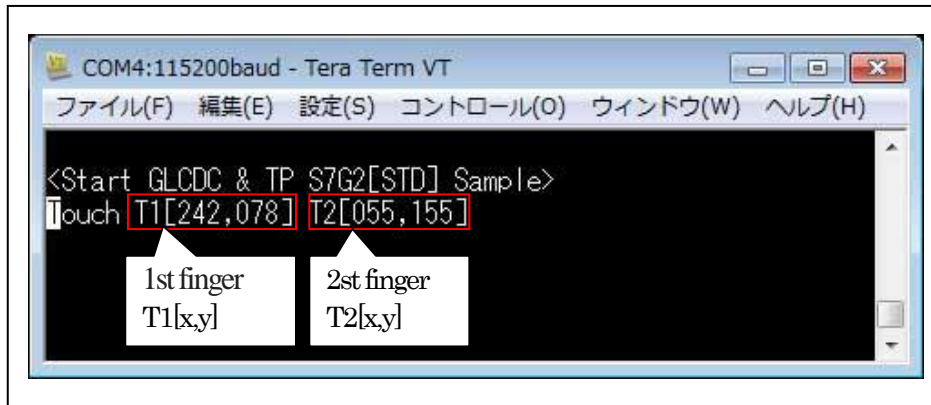 COM4:115200baud - Tera Term VT
ファイル(F) 編集(E) 設定(S) コントロール(O) ウィンドウ(W) ヘルプ(H)
<Start GLCDC & TP S7G2[STD] Sample>
Touch T1[242,078] T2[055,155]
1st finger
T1[x,y]
2st finger
T2[x,y]